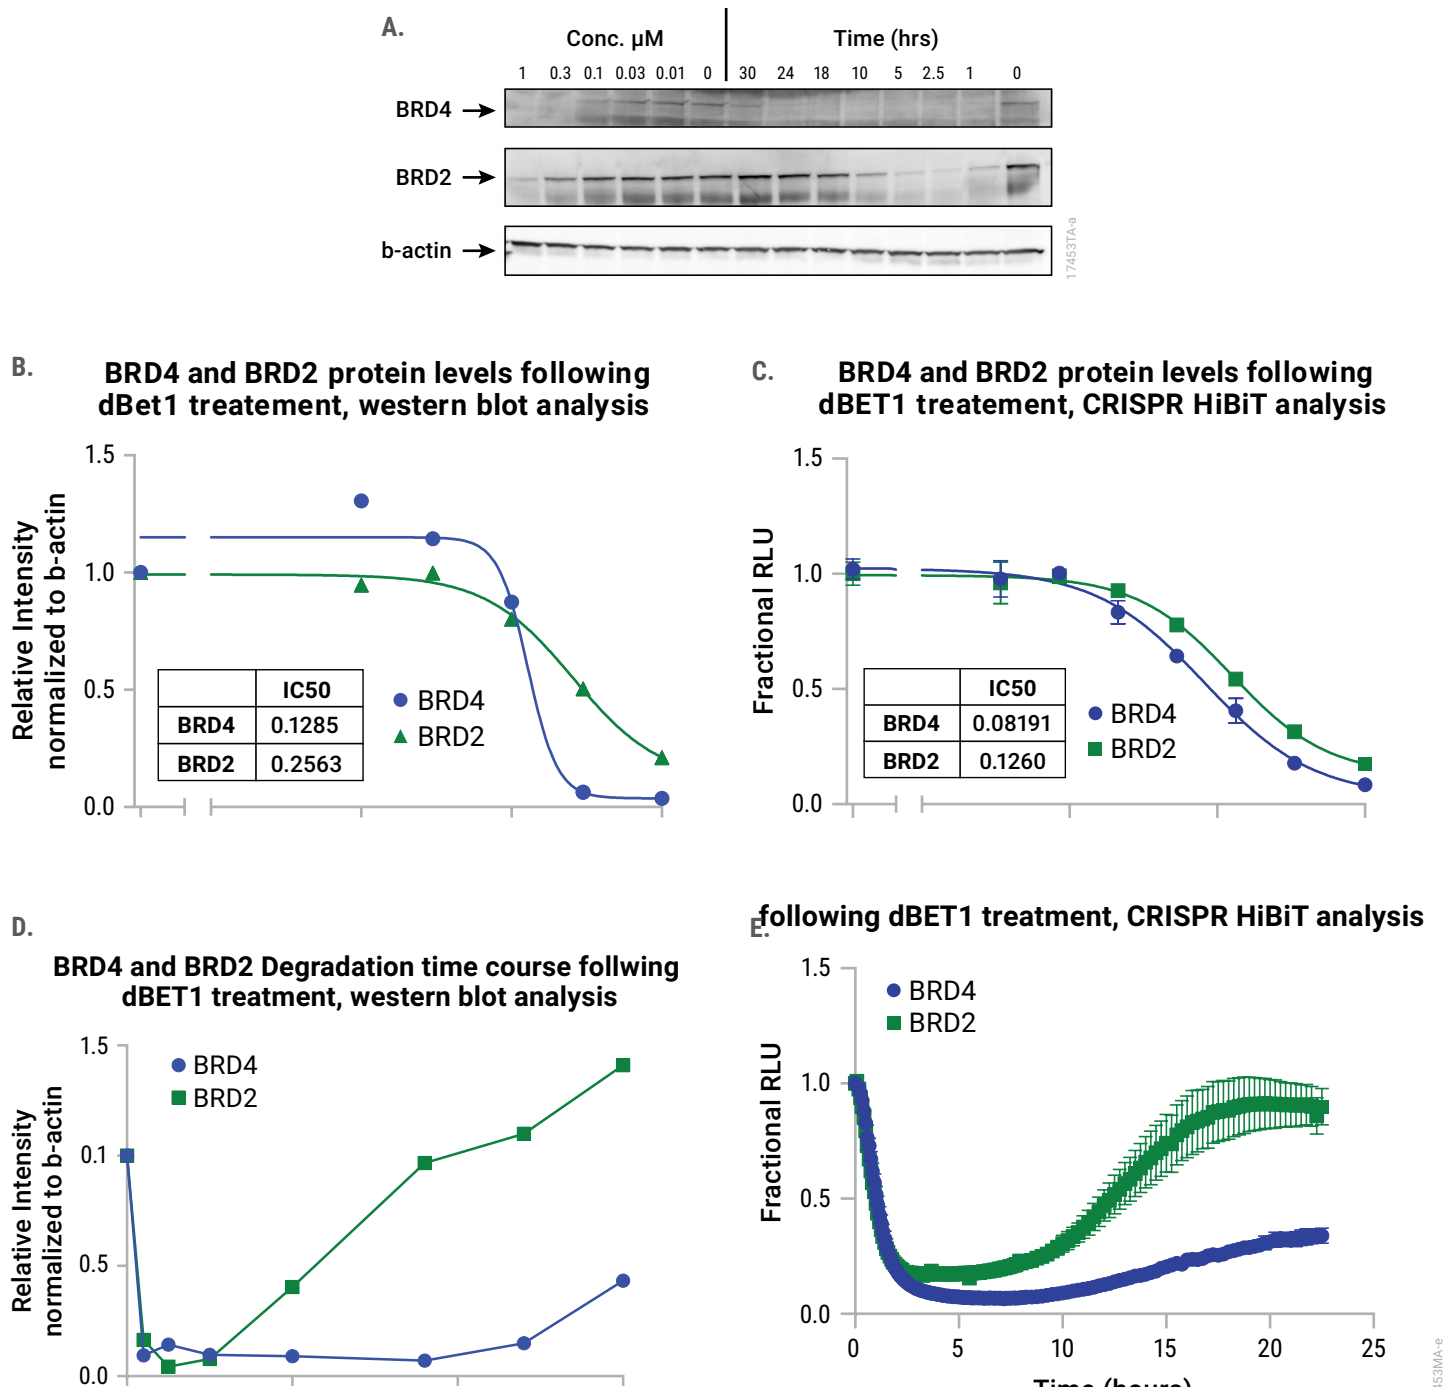 A.
Conc. µM
Time (hrs)
1 0.3 0.1 0.03 0.01 0 30 24 18 10 5 2.5 1 0
BRD4
BRD2
b-actin
17453TA-a
B.
BRD4 and BRD2 protein levels following
dBet1 treatement, western blot analysis
Relative Intensity
normalized to b-actin
1.5
1.0
0.5
0.0
IC50
BRD4 0.1285
BRD2 0.2563
BRD4
BRD2
C.
BRD4 and BRD2 protein levels following
dBET1 treatement, CRISPR HiBiT analysis
Fractional RLU
1.5
1.0
0.5
0.0
IC50
BRD4 0.08191
BRD2 0.1260
BRD4
BRD2
D.
BRD4 and BRD2 Degradation time course follwing
dBET1 treatment, western blot analysis
Relative Intensity
normalized to b-actin
1.5
0.1
0.5
0.0
BRD4
BRD2
E.
following dBET1 treatment, CRISPR HiBiT analysis
Fractional RLU
1.5
1.0
0.5
0.0
BRD4
BRD2
0 5 10 15 20 25
Time (hours)
453MA-e